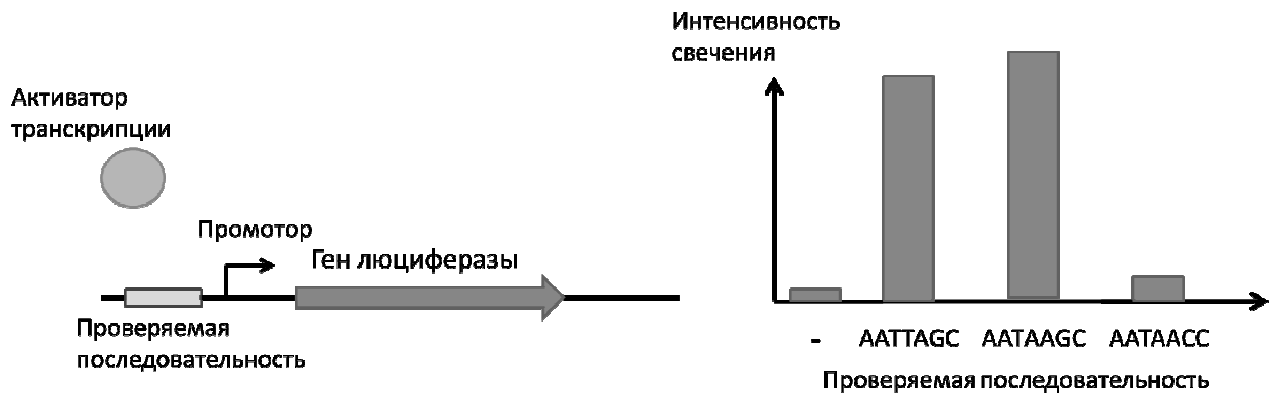 Активатор
транскрипции
Промотор
Ген люциферазы
Проверяемая
последовательность
Интенсивность
свечения
- AATTAGC AATAAGC AATAACC
Проверяемая последовательность